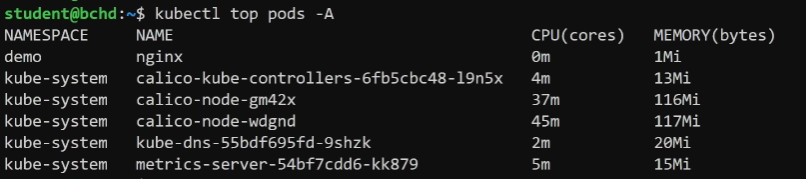 student@bchd:~$ kubectl top pods -A
NAMESPACE     NAME                                       CPU(cores)   MEMORY(bytes)
demo          nginx                                      0m           1Mi
kube-system   calico-kube-controllers-6fb5cbc48-l9n5x    4m           13Mi
kube-system   calico-node-gm42x                          37m          116Mi
kube-system   calico-node-wdgnd                          45m          117Mi
kube-system   kube-dns-55bdf695fd-9shzk                  2m           20Mi
kube-system   metrics-server-54bf7cdd6-kk879             5m           15Mi